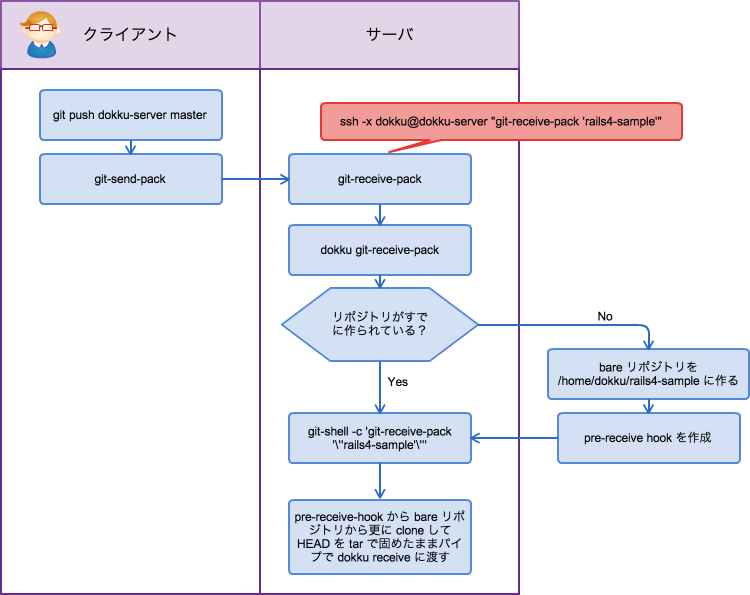 クライアント
サーバ
git push dokku-server master
ssh -x dokku@dokku-server "git-receive-pack 'rails4-sample'"
git-send-pack
git-receive-pack
dokku git-receive-pack
リポジトリがすで
に作られている？
No
Yes
bare リポジトリを
/home/dokku/rails4-sample に作る
pre-receive hook を作成
git-shell -c 'git-receive-pack
'\''rails4-sample'\'''
pre-receive-hook から bare リポ
ジトリから更に clone して
HEAD を tar で固めたままパイ
プで dokku receive に渡す